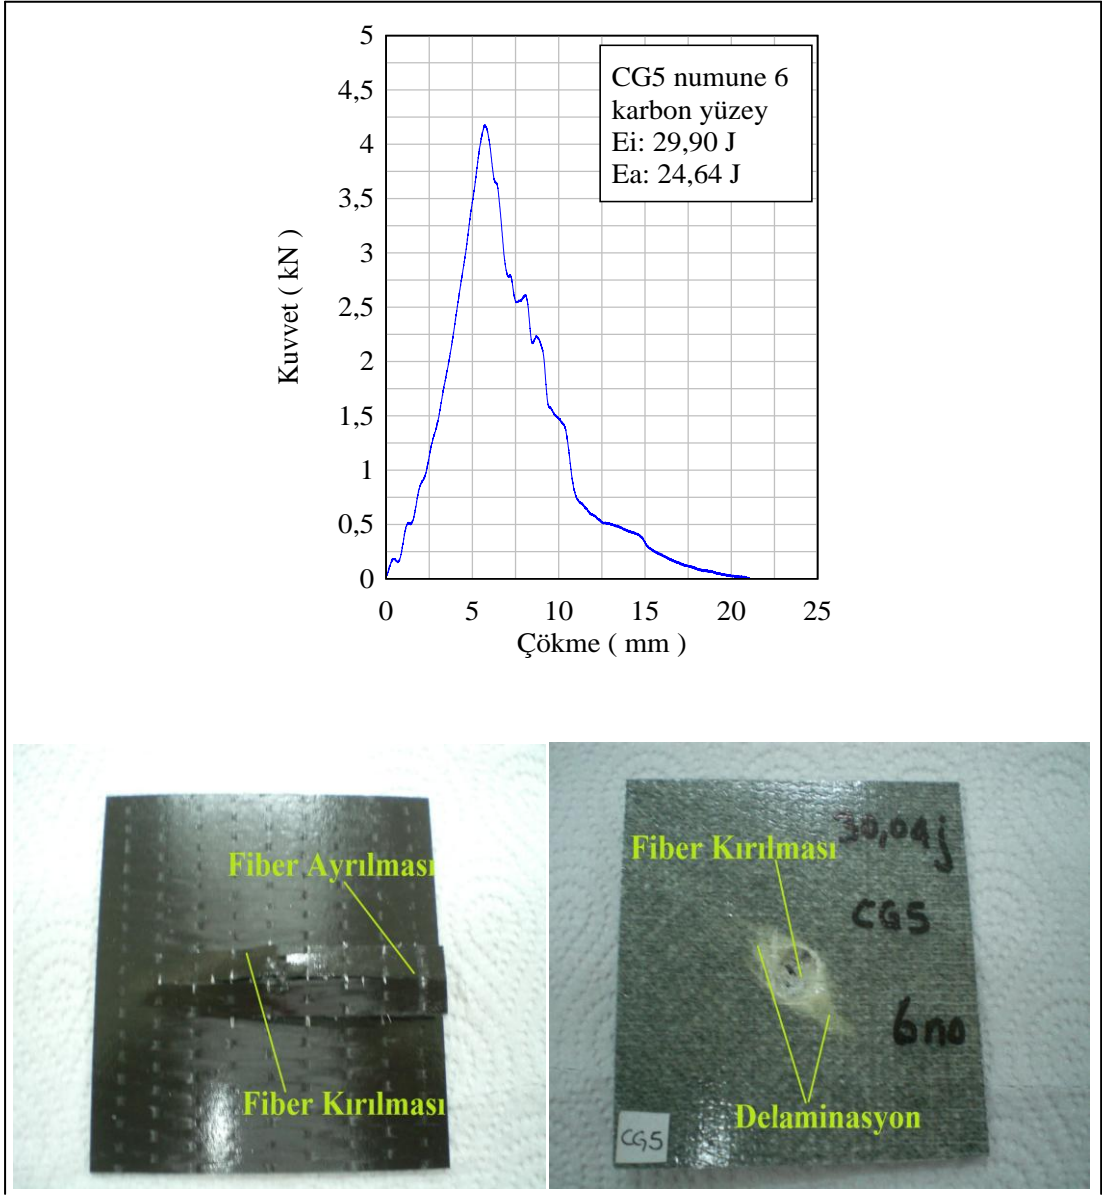 5
4,5
4
3,5
3
2,5
2
1,5
1
0,5
0
Kuvvet ( kN )
CG5 numune 6
karbon yüzey
Ei: 29,90 J
Ea: 24,64 J
0 5 10 15 20 25
Çökme ( mm )
Fiber Ayrılması
Fiber Kırılması
Fiber Kırılması
30,04j
CG5
6no
Delaminasyon
CG5